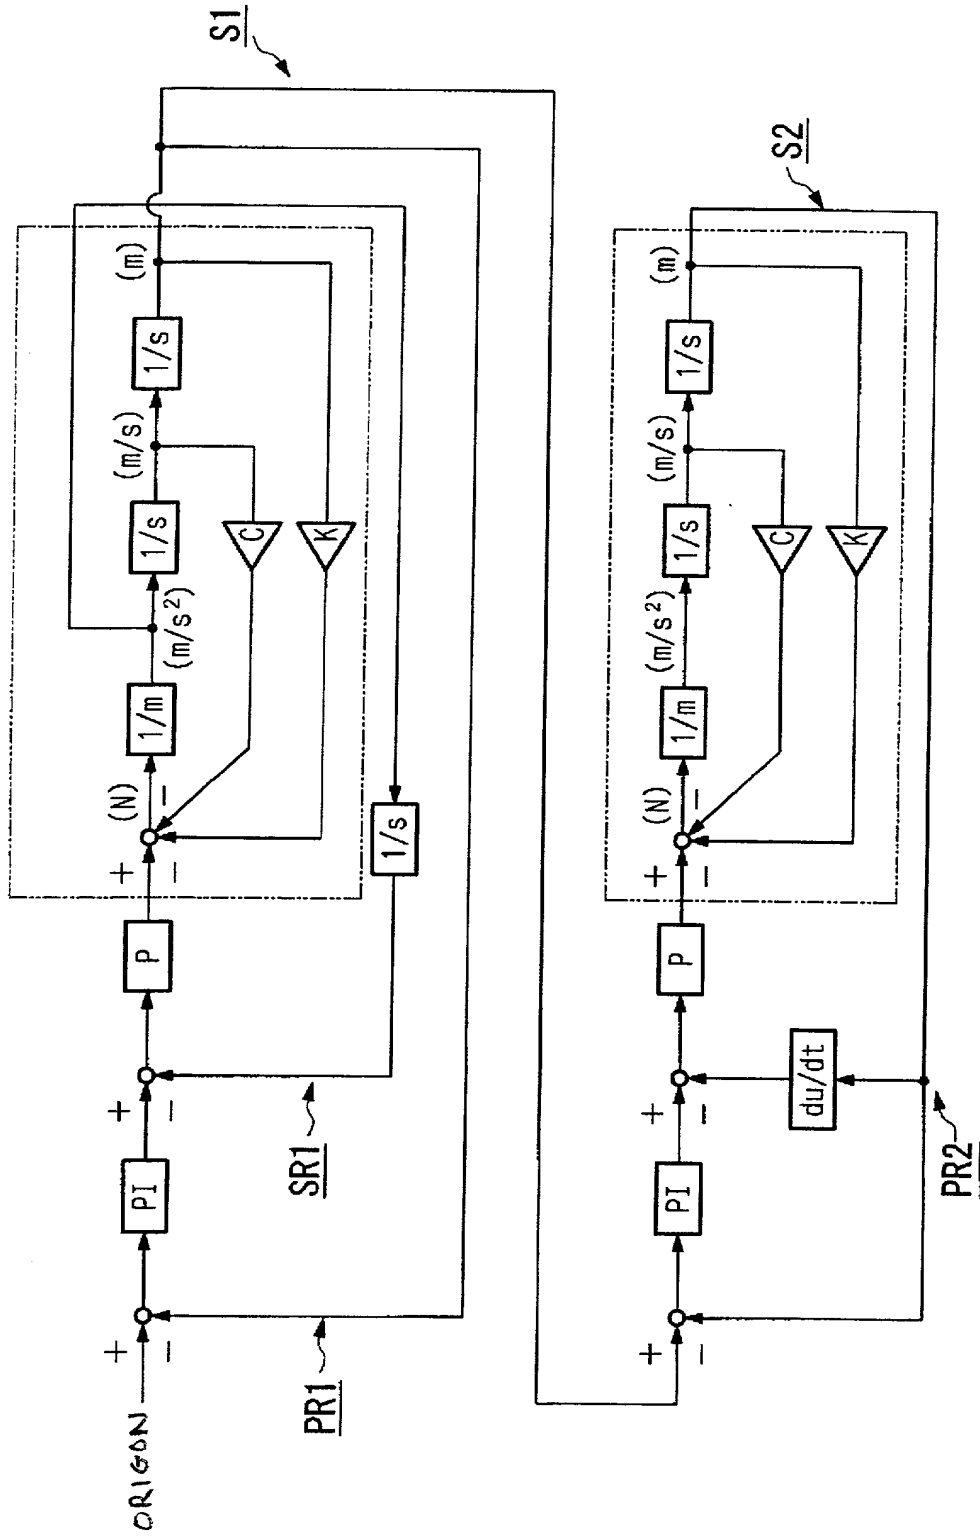 S1
ORIGON
+
−
PI
+
−
P
+
−
−
(N)
1/m
(m/s²)
1/s
(m/s)
1/s
(m)
C
K
1/s
SR1
PR1
S2
+
−
PI
+
−
P
+
−
−
(N)
1/m
(m/s²)
1/s
(m/s)
1/s
(m)
C
K
du/dt
PR2